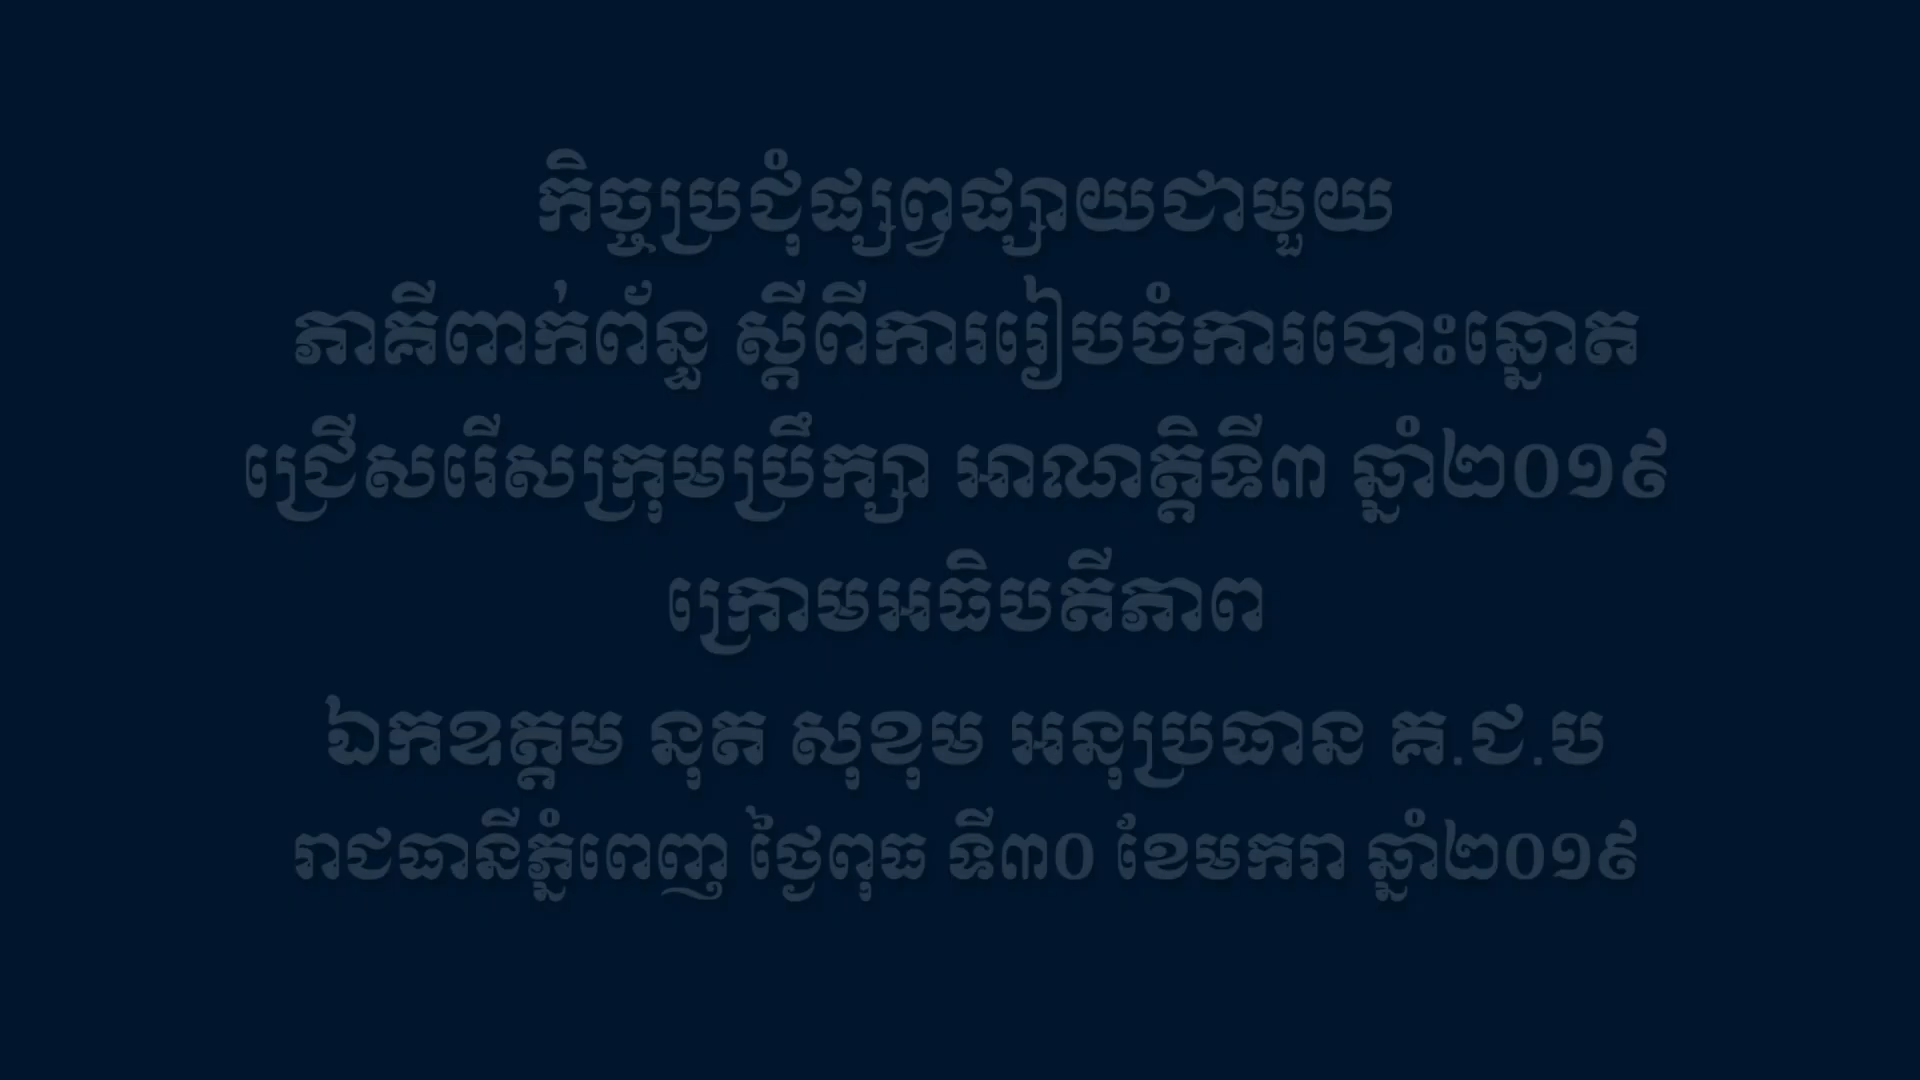 កិច្ចប្រជុំផ្សព្វផ្សាយជាមួយ
ភាគីពាក់ព័ន្ធ ស្ដីពីការរៀបចំការបោះឆ្នោត
ជ្រើសរើសក្រុមប្រឹក្សា អាណត្តិទី៣ ឆ្នាំ២០១៩
ក្រោមអធិបតីភាព
ឯកឧត្តម នុត សុខុម អនុប្រធាន គ.ជ.ប
រាជធានីភ្នំពេញ ថ្ងៃពុធ ទី៣០ ខែមករា ឆ្នាំ២០១៩